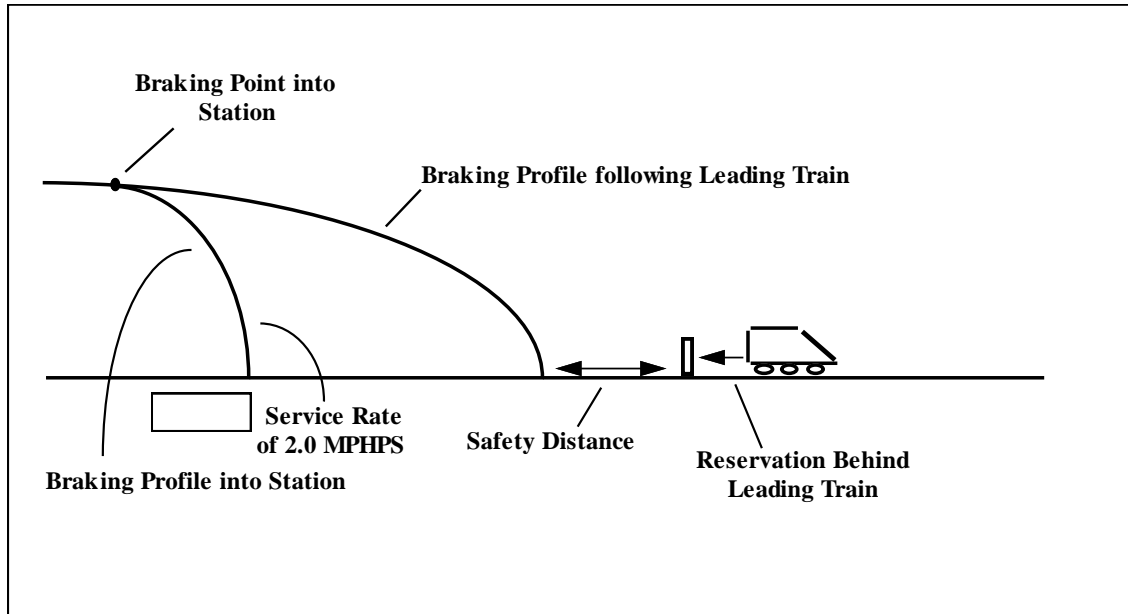 Braking Point into
Station
Braking Profile following Leading Train
Service Rate
of 2.0 MPHPS
Safety Distance
Braking Profile into Station
Reservation Behind
Leading Train